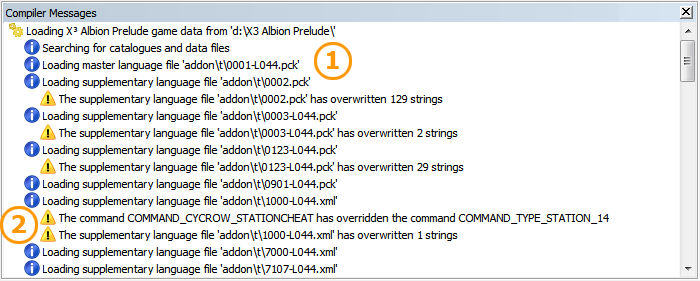 Compiler Messages
Loading X³ Albion Prelude game data from 'd:\X3 Albion Prelude\'
Searching for catalogues and data files
1
Loading master language file 'addon\t\0001-L044.pck'
Loading supplementary language file 'addon\t\0002.pck'
The supplementary language file 'addon\t\0002.pck' has overwritten 129 strings
Loading supplementary language file 'addon\t\0003-L044.pck'
The supplementary language file 'addon\t\0003-L044.pck' has overwritten 2 strings
Loading supplementary language file 'addon\t\0123-L044.pck'
The supplementary language file 'addon\t\0123-L044.pck' has overwritten 29 strings
Loading supplementary language file 'addon\t\0901-L044.pck'
Loading supplementary language file 'addon\t\1000-L044.xml'
2
The command COMMAND_CYCROW_STATIONCHEAT has overridden the command COMMAND_TYPE_STATION_14
The supplementary language file 'addon\t\1000-L044.xml' has overwritten 1 strings
Loading supplementary language file 'addon\t\7000-L044.xml'
Loading supplementary language file 'addon\t\7107-L044.xml'